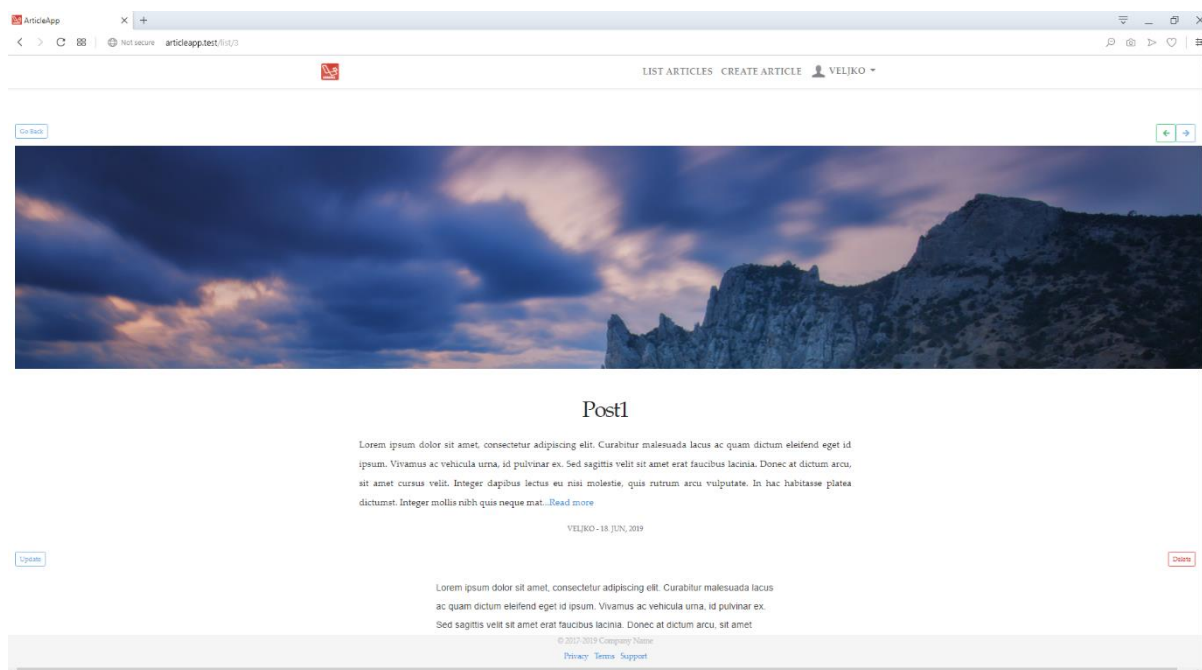 ArticleApp
Not secure articleapp.test/list/3
LIST ARTICLES CREATE ARTICLE VELJKO
Go Back
Post1
Lorem ipsum dolor sit amet, consectetur adipiscing elit. Curabitur malesuada lacus ac quam dictum eleifend eget id
ipsum. Vivamus ac vehicula urna, id pulvinar ex. Sed sagittis velit sit amet erat faucibus lacinia. Donec at dictum arcu,
sit amet cursus velit. Integer dapibus lectus eu nisi molestie, quis rutrum arcu vulputate. In hac habitasse platea
dictumst. Integer mollis nibh quis neque mat...Read more
VELJKO - 18. JUN, 2019
Update
Delete
Lorem ipsum dolor sit amet, consectetur adipiscing elit. Curabitur malesuada lacus
ac quam dictum eleifend eget id ipsum. Vivamus ac vehicula urna, id pulvinar ex.
Sed sagittis velit sit amet erat faucibus lacinia. Donec at dictum arcu, sit amet
© 2017-2019 Company Name
Privacy Terms Support